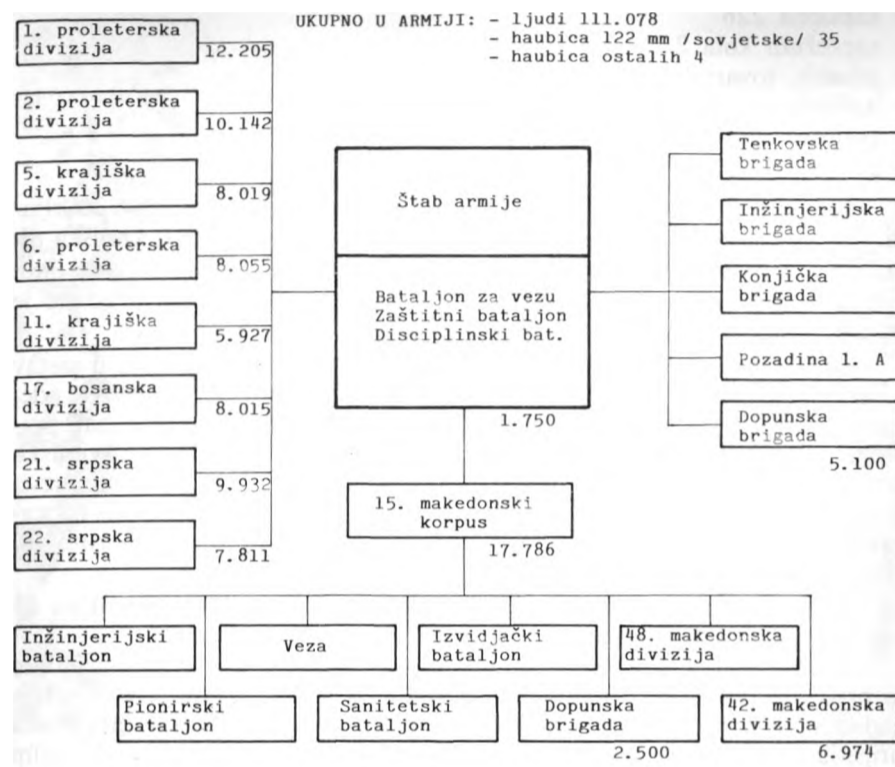 UKUPNO U ARMIJI: - ljudi 111.078
- haubica 122 mm /sovjetske/ 35
- haubica ostalih 4
1. proleterska
divizija
12.205
2. proleterska
divizija
10.142
5. krajiška
divizija
8.019
6. proleterska
divizija
8.055
11. krajiška
divizija
5.927
17. bosanska
divizija
8.015
21. srpska
divizija
9.932
22. srpska
divizija
7.811
Štab armije
Bataljon za vezu
Zaštitni bataljon
Disciplinski bat.
1.750
Tenkovska
brigada
Inžinjerijska
brigada
Konjička
brigada
Pozadina 1. A
Dopunska
brigada
5.100
15. makedonski
korpus
17.786
Inžinjerijski
bataljon
Veza
Izvidjački
bataljon
48. makedonska
divizija
Pionirski
bataljon
Sanitetski
bataljon
Dopunska
brigada
2.500
42. makedonska
divizija
6.974